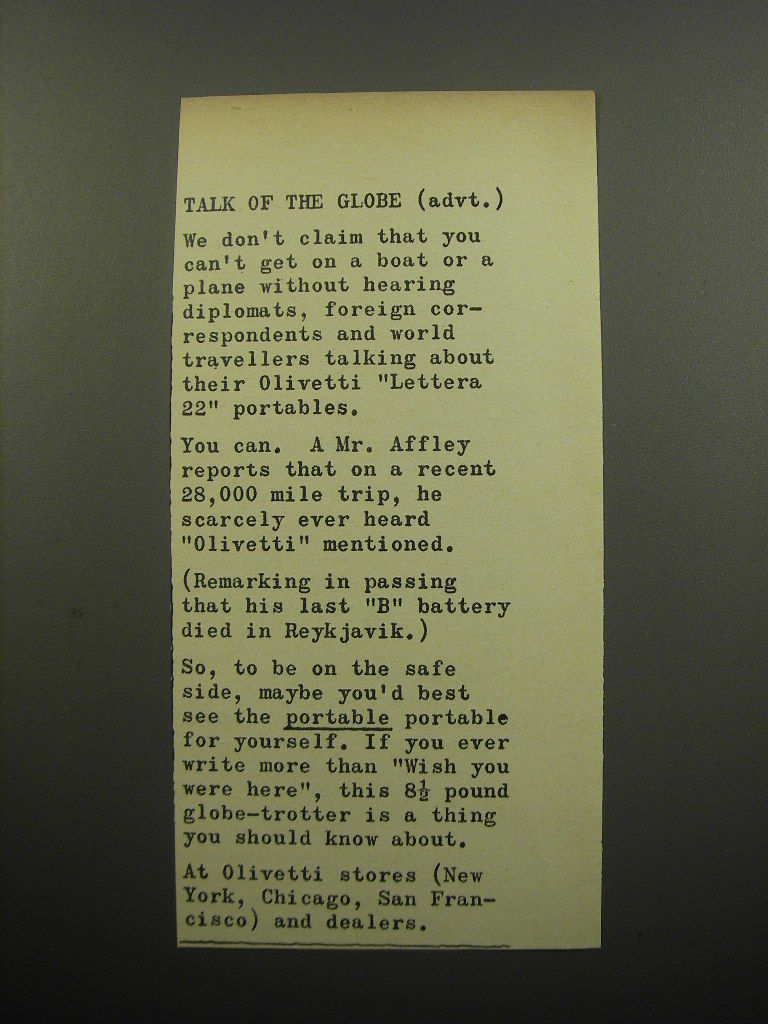 TALK OF THE GLOBE (advt.)
We don't claim that you
can't get on a boat or a
plane without hearing
diplomats, foreign cor-
respondents and world
travellers talking about
their Olivetti "Lettera
22" portables.
You can. A Mr. Affley
reports that on a recent
28,000 mile trip, he
scarcely ever heard
"Olivetti" mentioned.
(Remarking in passing
that his last "B" battery
died in Reykjavik.)
So, to be on the safe
side, maybe you'd best
see the portable portable
for yourself. If you ever
write more than "Wish you
were here", this 8½ pound
globe-trotter is a thing
you should know about.
At Olivetti stores (New
York, Chicago, San Fran-
cisco) and dealers.